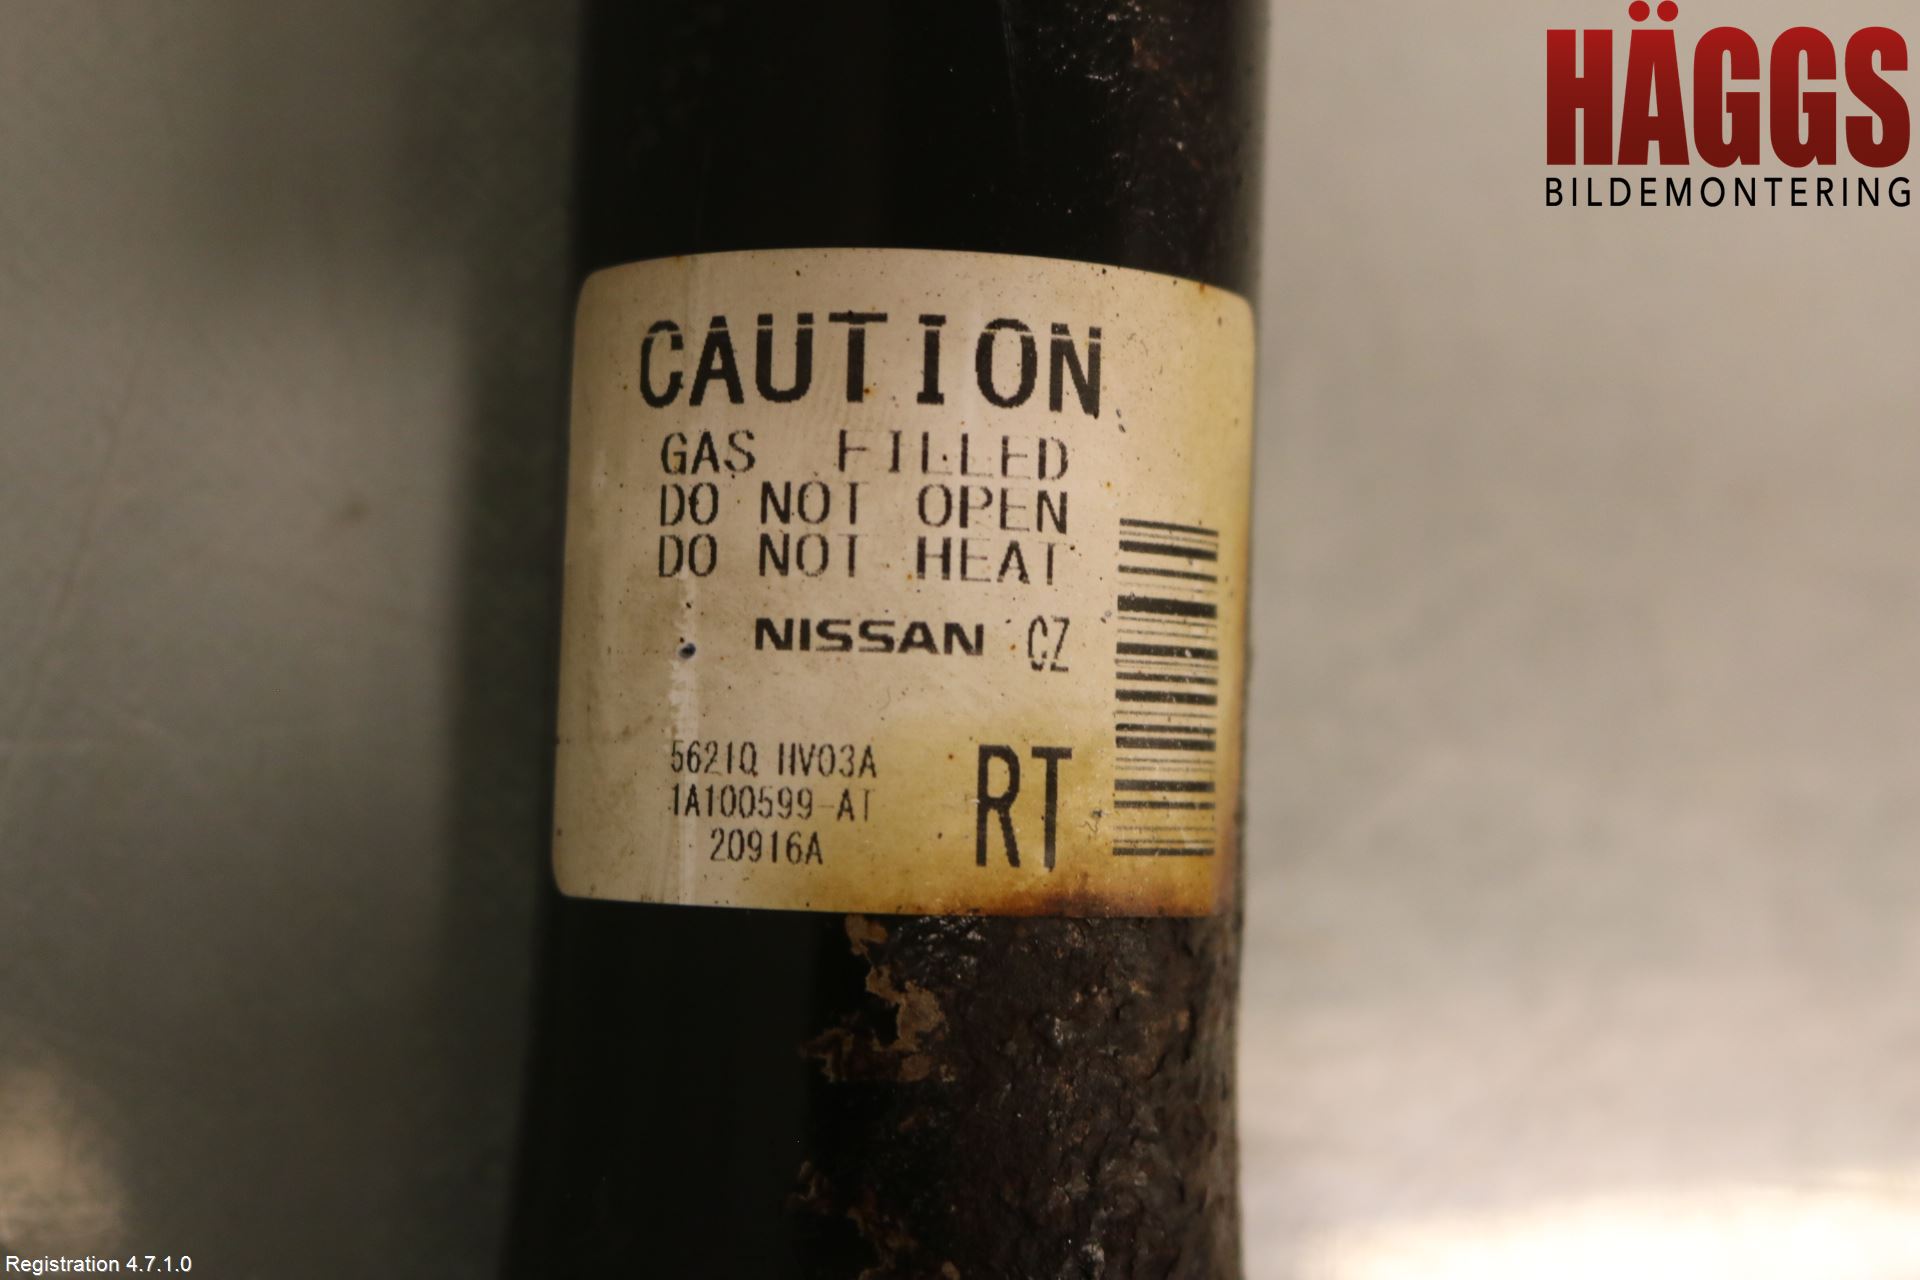 HÄGGS
BILDEMONTERING
CAUTION
GAS FILLED
DO NOT OPEN
DO NOT HEAT
NISSAN CZ
5621Q HV03A
1A100599-AT
20916A
RT
Registration 4.7.1.0